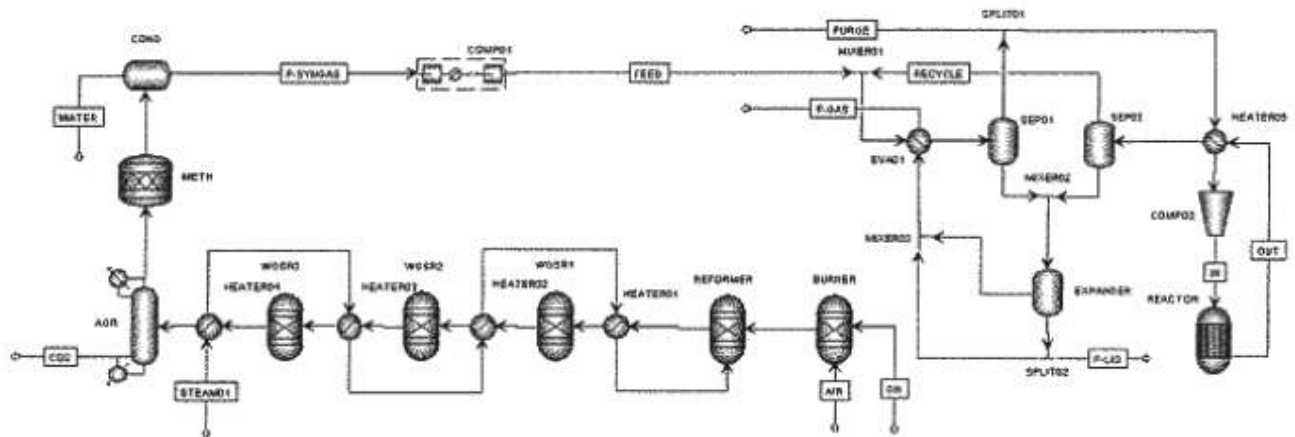 SPLIT01
PURGE
COND
COMP01
MIXER01
P-SYNGAS
FEED
RECYCLE
P-GAS
WATER
SEP01
SEP02
HEATER05
EVA01
METH
MIXER02
COMP02
MIXER03
OUT
WGSR3
WGSR2
WGSR1
IN
HEATER04
HEATER03
HEATER02
HEATER01
REFORMER
BURNER
EXPANDER
REACTOR
AGR
CO2
P-LIQ
SPLIT02
STEAM01
AIR